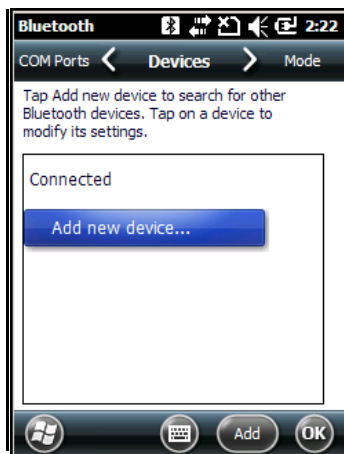 Bluetooth 2:22
COM Ports Devices Mode
Tap Add new device to search for other
Bluetooth devices. Tap on a device to
modify its settings.
Connected
Add new device...
Add OK